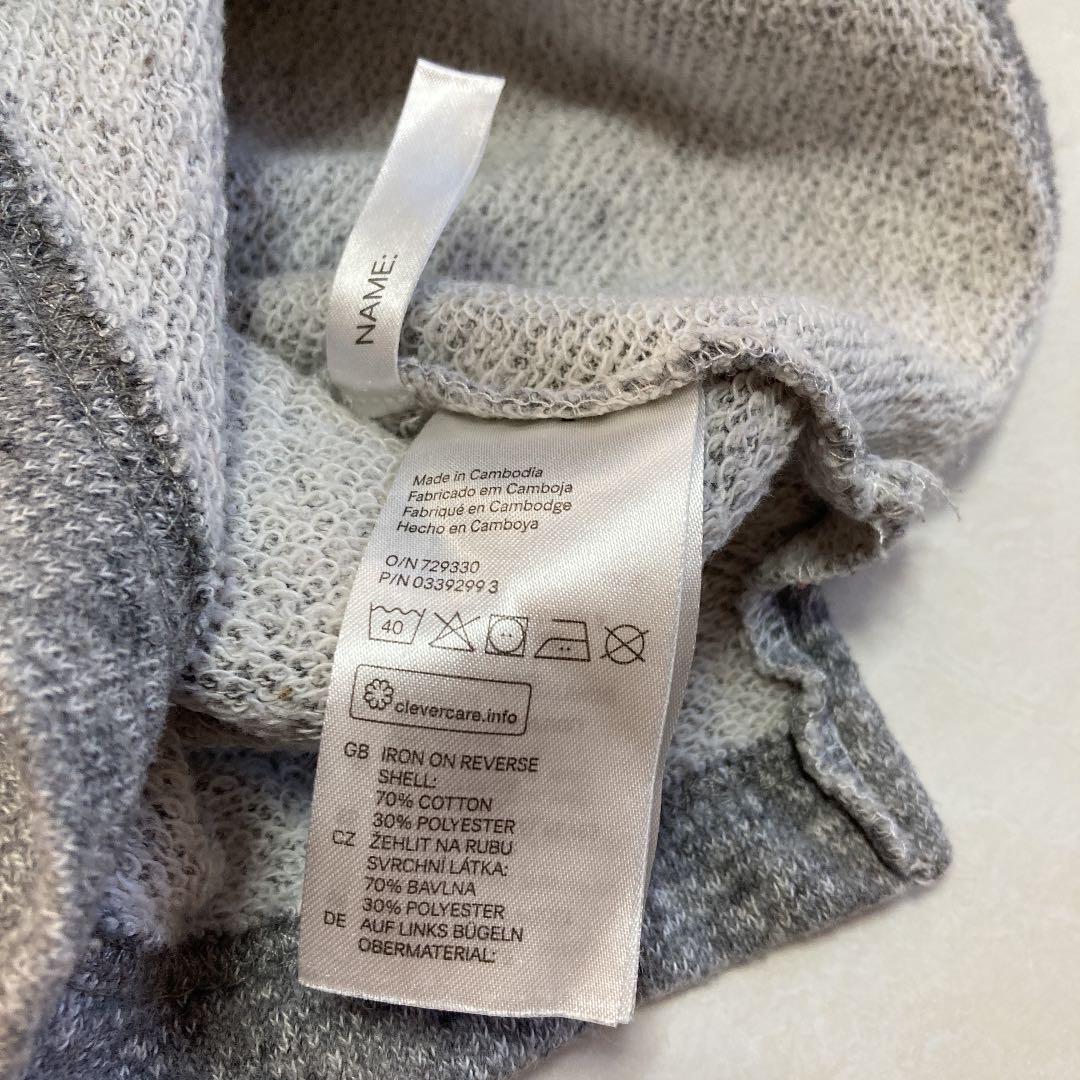 NAME:
Made in Cambodia
Fabricado em Camboja
Fabriqué en Cambodge
Hecho en Camboya
O/N 729330
P/N 0339299 3
40
clevercare.info
GB IRON ON REVERSE
SHELL:
70% COTTON
30% POLYESTER
CZ ŽEHLIT NA RUBU
SVRCHNÍ LÁTKA:
70% BAVLNA
30% POLYESTER
DE AUF LINKS BÜGELN
OBERMATERIAL: